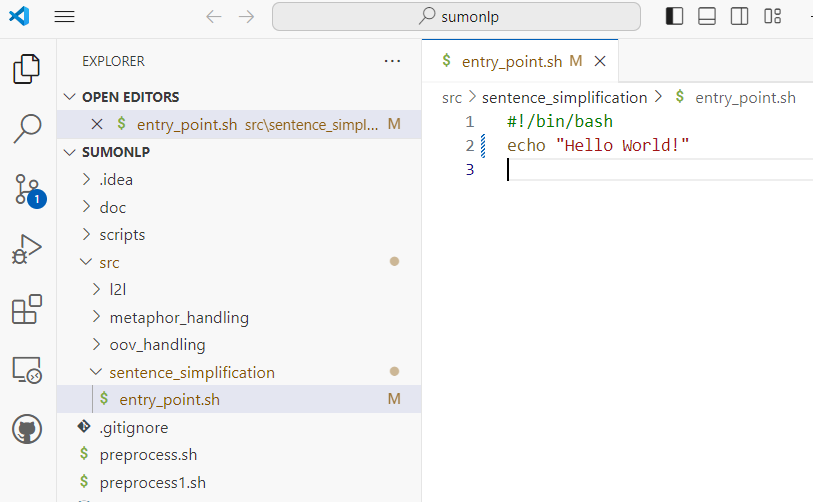 sumonlp
EXPLORER ...
OPEN EDITORS
entry_point.sh src\sentence_simpl... M
SUMONLP
.idea
doc
scripts
src
l2l
metaphor_handling
oov_handling
sentence_simplification
entry_point.sh M
.gitignore
preprocess.sh
preprocess1.sh
1
$ entry_point.sh M
src > sentence_simplification > $ entry_point.sh
1 #!/bin/bash
2 echo "Hello World!"
3